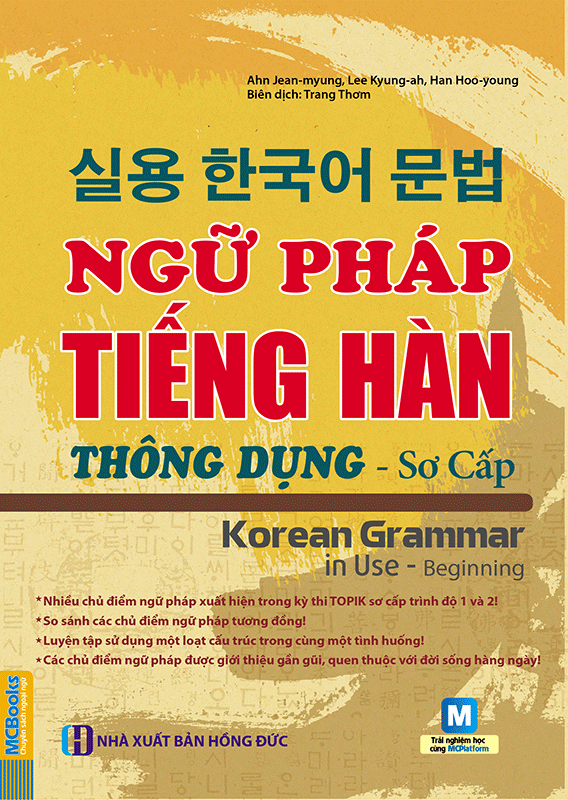 Ahn Jean-myung, Lee Kyung-ah, Han Hoo-young
Biên dịch: Trang Thơm
실용 한국어 문법
NGỮ PHÁP
TIẾNG HÀN
THÔNG DỤNG - Sơ Cấp
Korean Grammar
in Use - Beginning
*Nhiều chủ điểm ngữ pháp xuất hiện trong kỳ thi TOPIK sơ cấp trình độ 1 và 2!
*So sánh các chủ điểm ngữ pháp tương đồng!
*Luyện tập sử dụng một loạt cấu trúc trong cùng một tình huống!
*Các chủ điểm ngữ pháp được giới thiệu gần gũi, quen thuộc với đời sống hàng ngày!
MCBooks
Chuyên sách ngoại ngữ
NHÀ XUẤT BẢN HỒNG ĐỨC
M
Trải nghiệm học
cùng MCPlatform